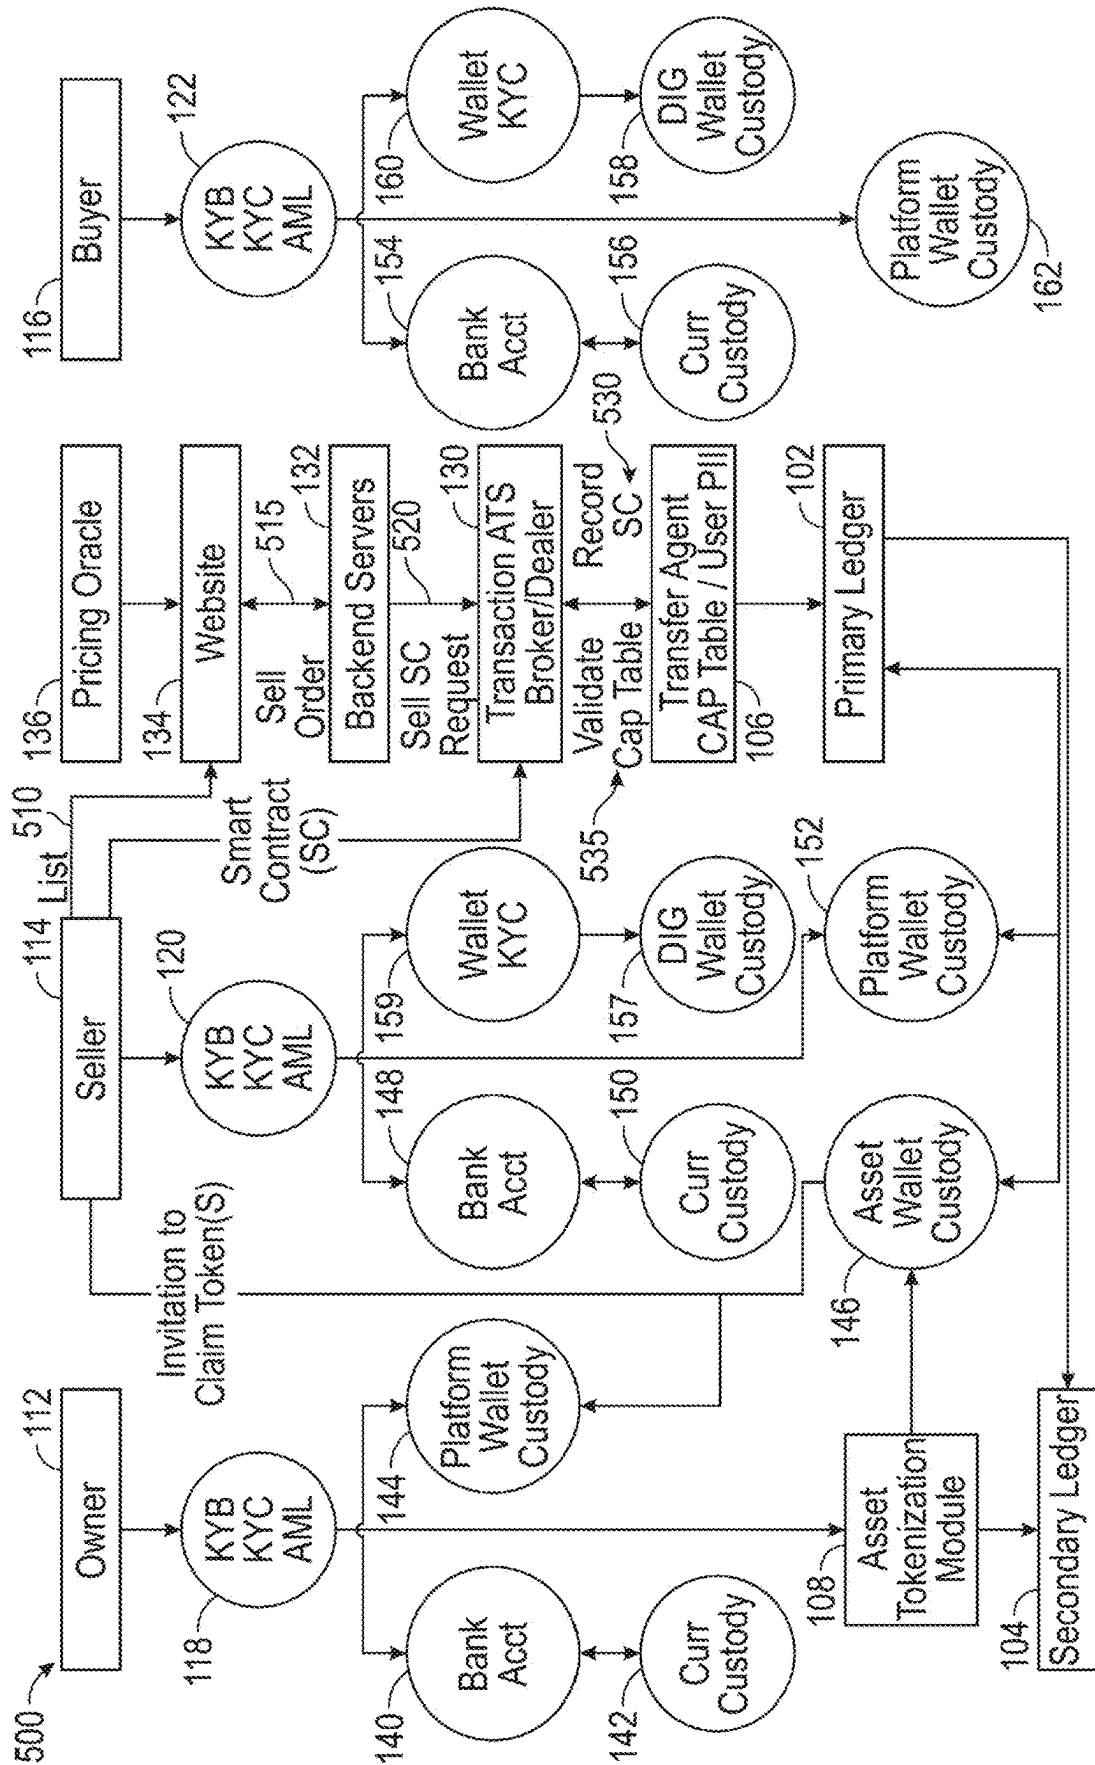 500
Owner
112
KYB
KYC
AML
118
Bank
Acct
140
Curr
Custody
142
Platform
Wallet
Custody
144
Asset
Tokenization
Module
108
Secondary Ledger
104
Invitation to
Claim Token(S)
Seller
114
KYB
KYC
AML
120
Bank
Acct
148
Curr
Custody
150
Asset
Wallet
Custody
146
Wallet
KYC
159
DIG
Wallet
Custody
157
Platform
Wallet
Custody
152
List
510
Smart
Contract
(SC)
Pricing Oracle
136
Website
134
Sell
Order
515
Backend Servers
132
Sell SC
Request
520
Transaction ATS
Broker/Dealer
130
Validate
Cap Table
535
Record
SC
530
Transfer Agent
CAP Table / User PII
106
Primary Ledger
102
Buyer
116
KYB
KYC
AML
122
Bank
Acct
154
Curr
Custody
156
Wallet
KYC
160
DIG
Wallet
Custody
158
Platform
Wallet
Custody
162